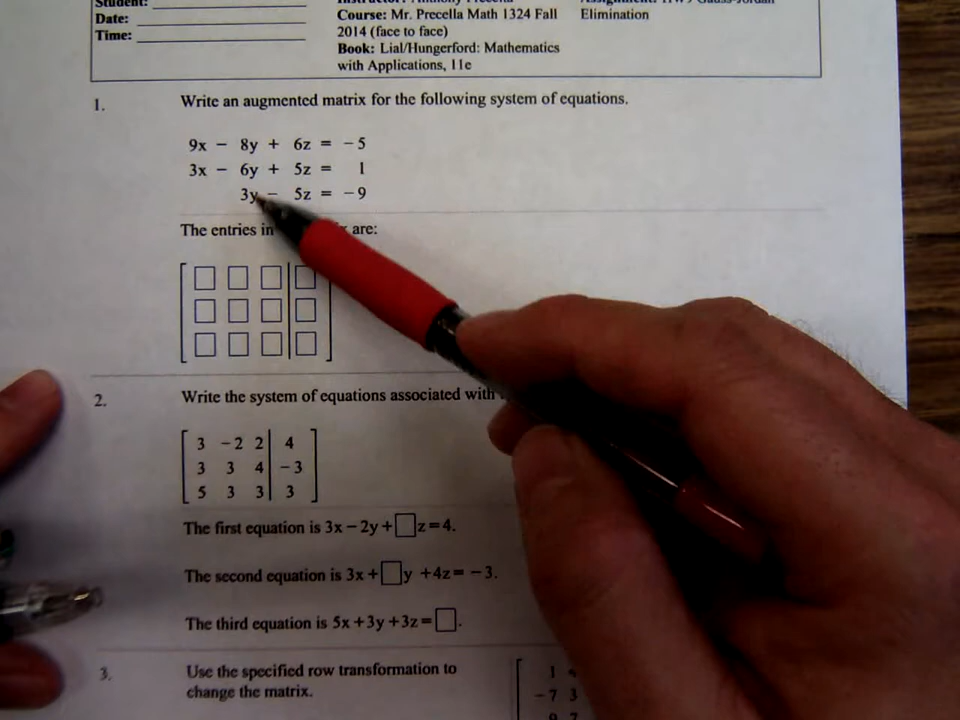 Student:
Date:
Time:
Course: Mr. Precella Math 1324 Fall
2014 (face to face)
Book: Lial/Hungerford: Mathematics
with Applications, 11e
Elimination
1. Write an augmented matrix for the following system of equations.
9x − 8y + 6z = −5
3x − 6y + 5z = 1
3y − 5z = −9
The entries in are:
2. Write the system of equations associated with
3 −2 2 | 4
3 3 4 | −3
5 3 3 | 3
The first equation is 3x − 2y + □z = 4.
The second equation is 3x + □y + 4z = −3.
The third equation is 5x + 3y + 3z = □.
3. Use the specified row transformation to
change the matrix.
1
−7 3
9 7